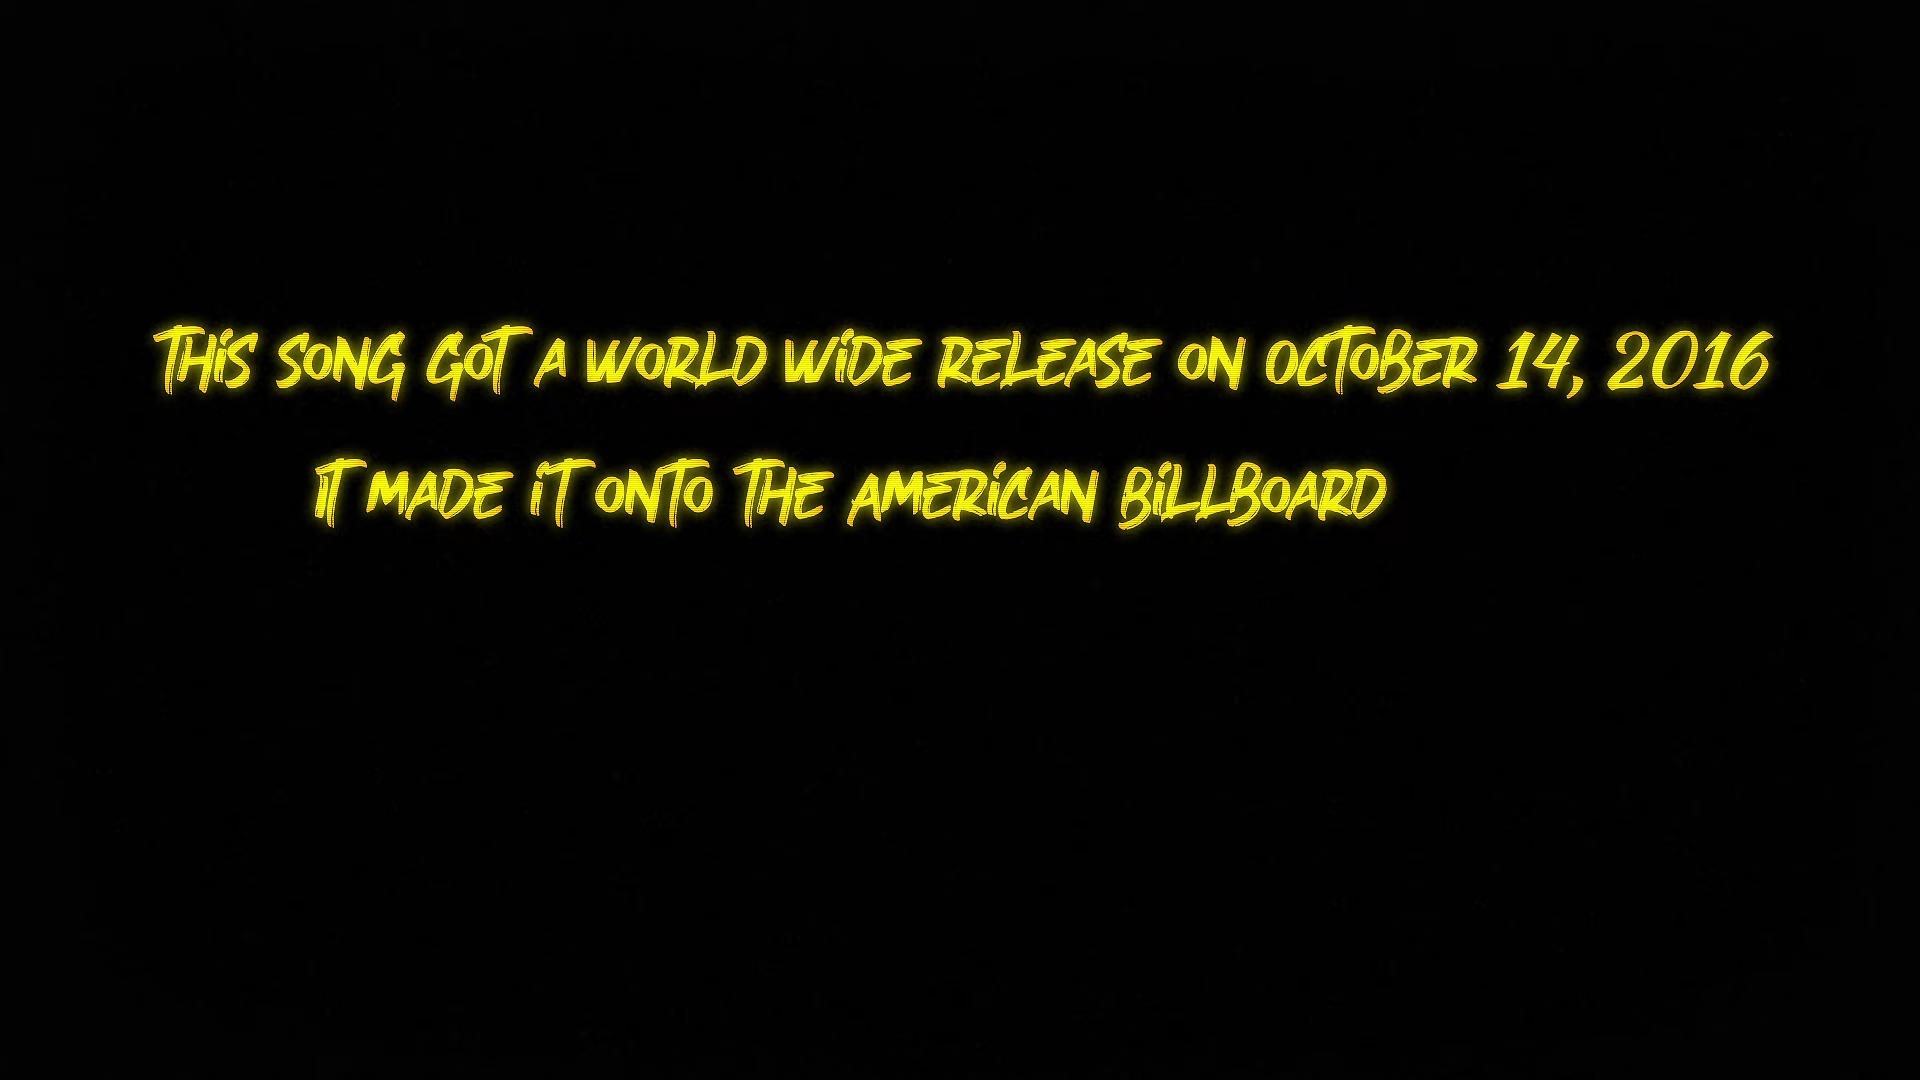 THIS SONG GOT A WORLD WIDE RELEASE ON OCTOBER 14, 2016
IT MADE IT ONTO THE AMERICAN BILLBOARD